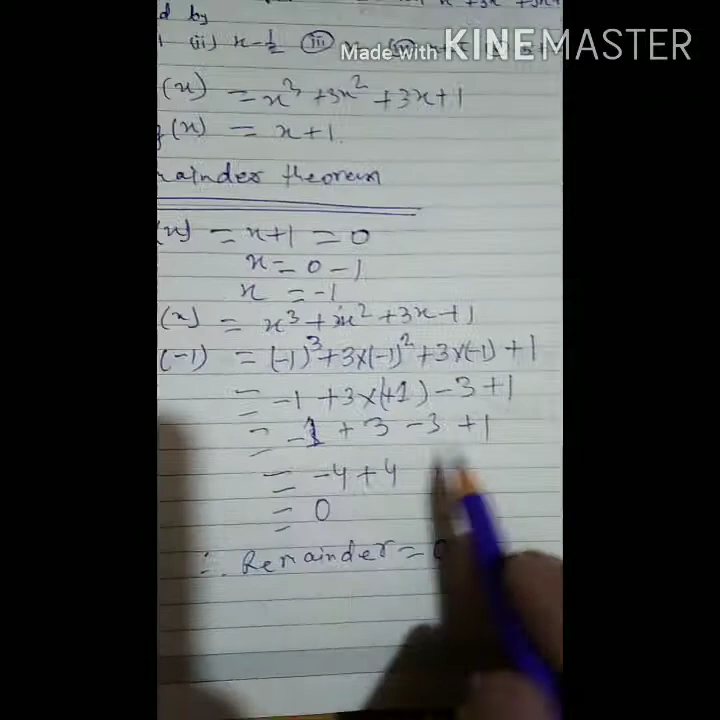 d by
(ii) x-½ (iii)
Made with KINEMASTER
(x) = x³ +3x² +3x+1
(x) = x+1
mainder theorem
(x) = x+1 = 0
x = 0 - 1
x = -1
(x) = x³ + 3x² +3x+1
(-1) = (-1)³+3×(-1)²+3×(-1) +1
= -1 +3×(+1) -3 +1
= -1 + 3 -3 +1
= -4 +4
= 0
∴ Remainder = 0